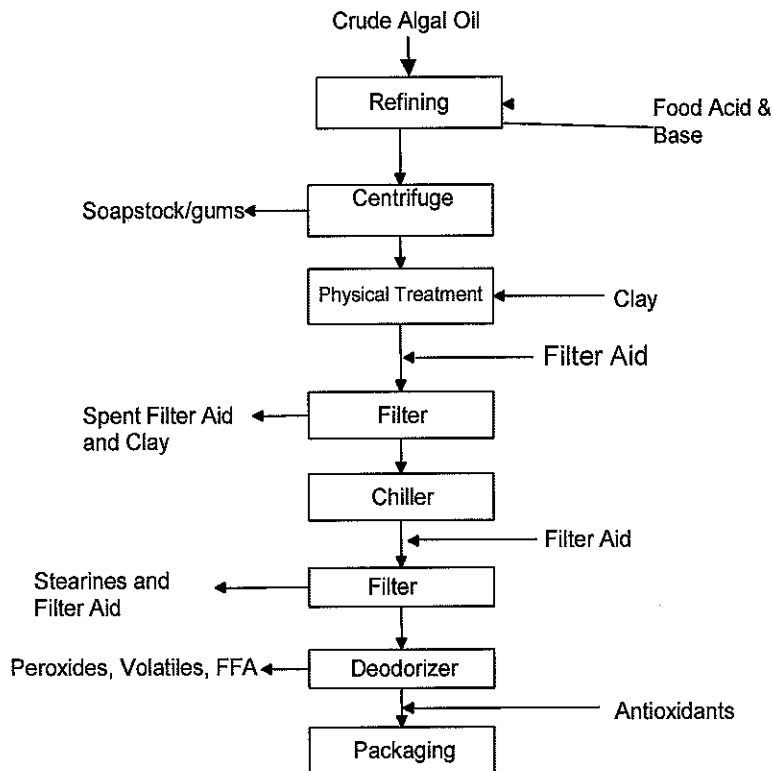 Crude Algal Oil
Refining
Food Acid &
Base
Centrifuge
Soapstock/gums
Physical Treatment
Clay
Filter Aid
Filter
Spent Filter Aid
and Clay
Chiller
Filter Aid
Stearines and
Filter Aid
Filter
Peroxides, Volatiles, FFA
Deodorizer
Antioxidants
Packaging